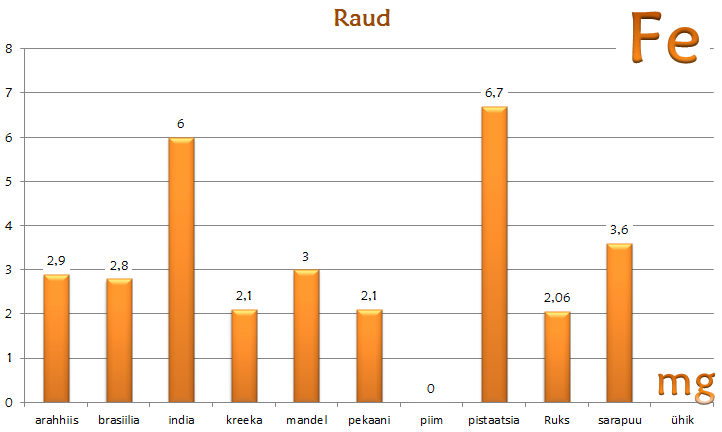 Raud
Fe
8
7
6
5
4
3
2
1
0
2,9
2,8
6
2,1
3
2,1
0
6,7
2,06
3,6
mg
arahhiis
brasiilia
india
kreeka
mandel
pekaani
piim
pistaatsia
Ruks
sarapuu
ühik